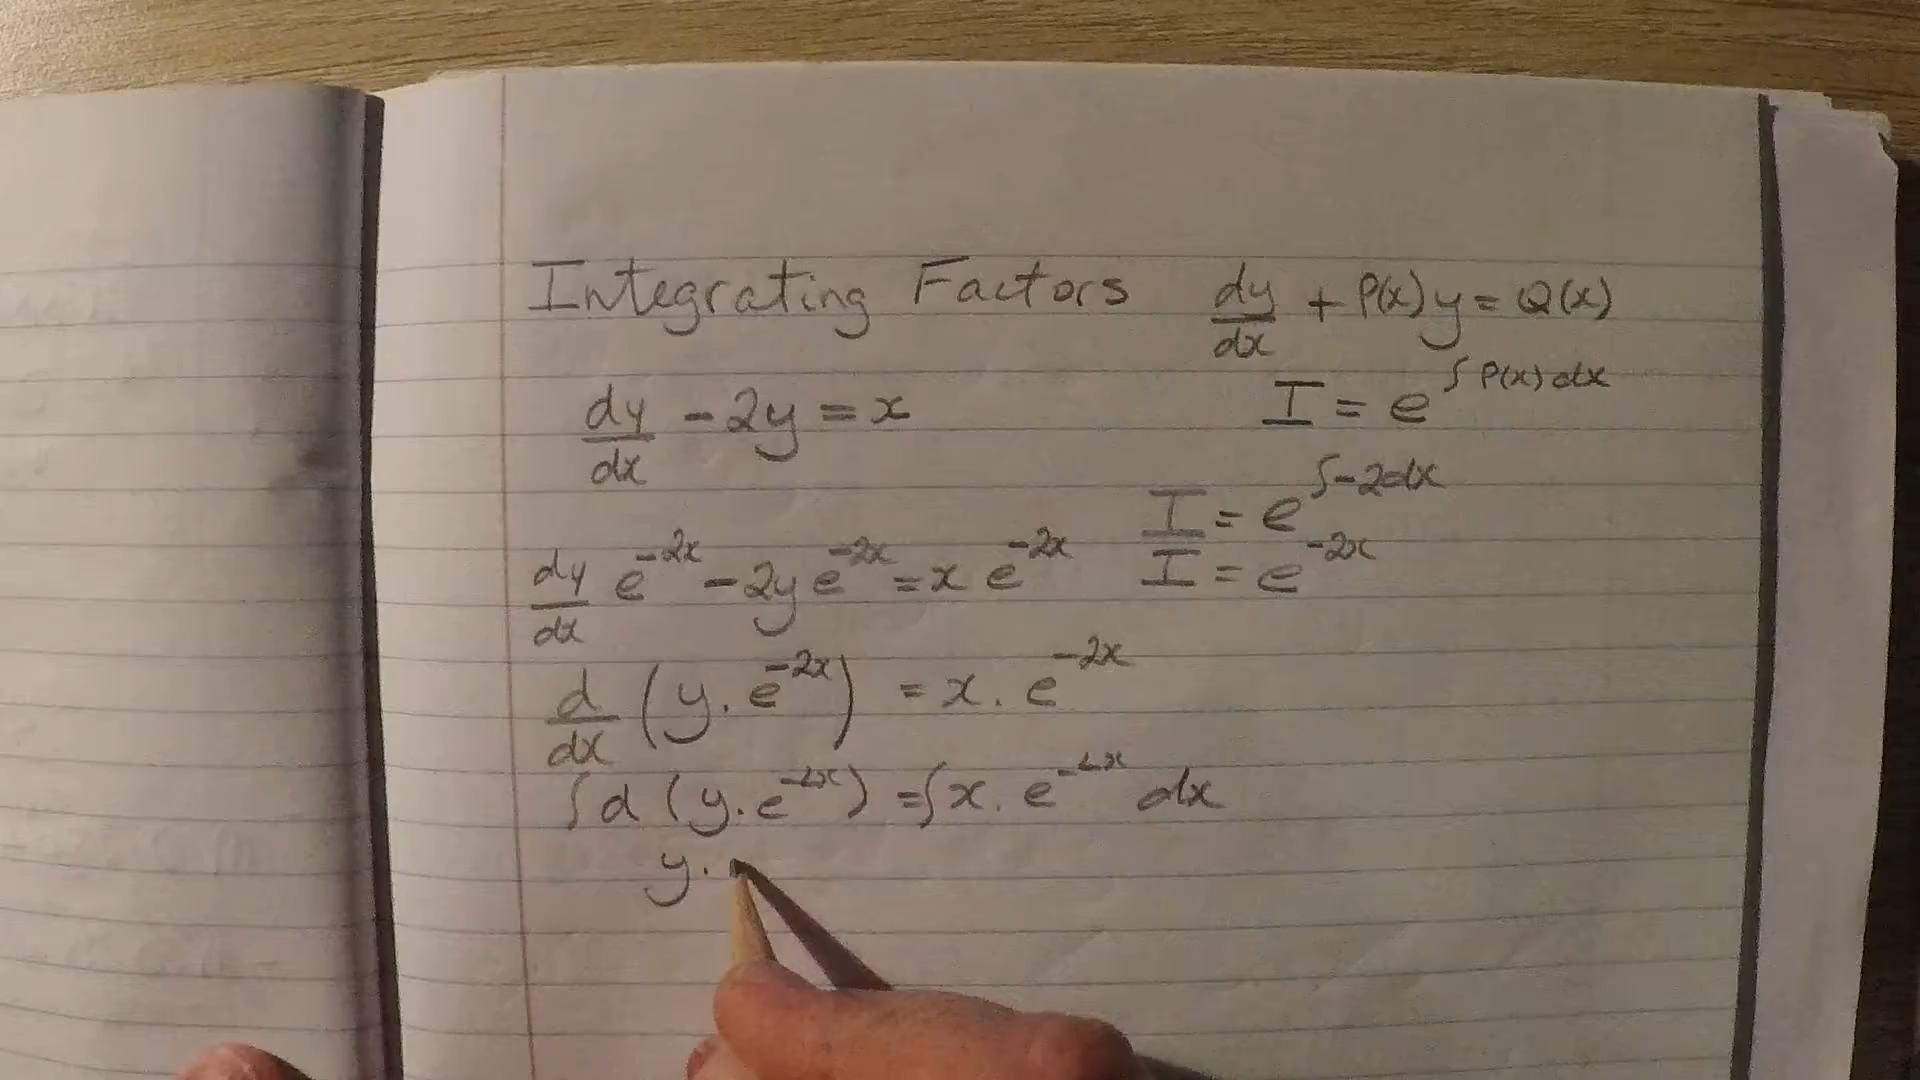 Integrating Factors dy/dx + P(x)y = Q(x)
dy/dx - 2y = x I = e^∫P(x)dx
I = e^∫-2dx
dy/dx e^-2x - 2ye^-2x = x e^-2x I = e^-2x
d/dx (y.e^-2x) = x.e^-2x
∫d(y.e^-2x) = ∫x.e^-2x dx
y.